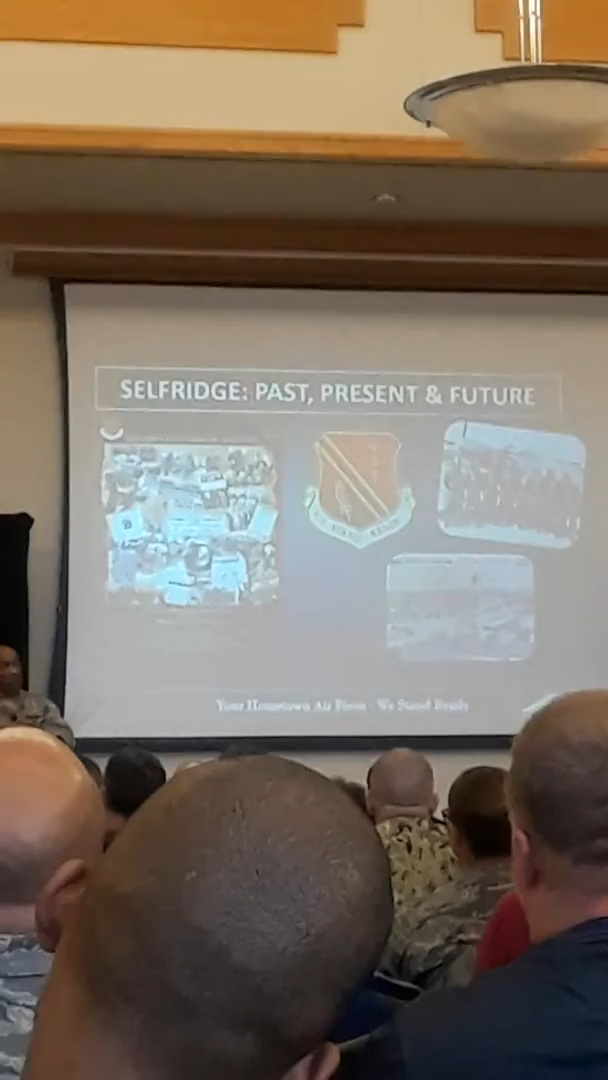 SELFRIDGE: PAST, PRESENT & FUTURE
Your Hometown Air Force - We Stand Ready